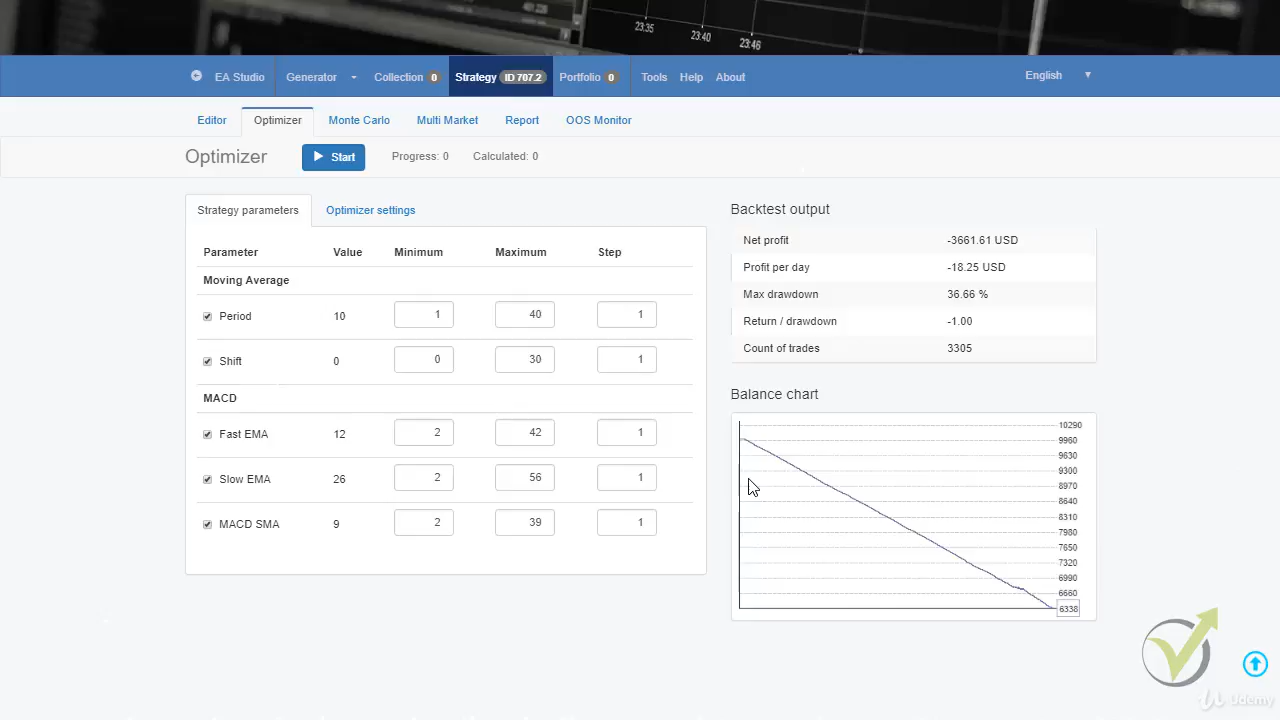 23:35
23:40
23:46
EA Studio Generator Collection 0 Strategy ID 707.2 Portfolio 0 Tools Help About English
Editor Optimizer Monte Carlo Multi Market Report OOS Monitor
Optimizer Start Progress: 0 Calculated: 0
Strategy parameters Optimizer settings
Parameter Value Minimum Maximum Step
Moving Average
Period 10 1 40 1
Shift 0 0 30 1
MACD
Fast EMA 12 2 42 1
Slow EMA 26 2 56 1
MACD SMA 9 2 39 1
Backtest output
Net profit -3661.61 USD
Profit per day -18.25 USD
Max drawdown 36.66 %
Return / drawdown -1.00
Count of trades 3305
Balance chart
10290
9960
9630
9300
8970
8640
8310
7980
7650
7320
6990
6660
6338
Udemy